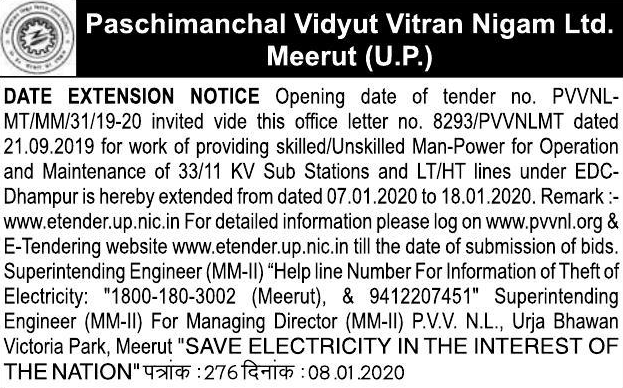 Paschimanchal Vidyut Vitran Nigam Ltd.
Meerut (U.P.)
DATE EXTENSION NOTICE Opening date of tender no. PVVNL-
MT/MM/31/19-20 invited vide this office letter no. 8293/PVVNLMT dated
21.09.2019 for work of providing skilled/Unskilled Man-Power for Operation
and Maintenance of 33/11 KV Sub Stations and LT/HT lines under EDC-
Dhampur is hereby extended from dated 07.01.2020 to 18.01.2020. Remark :-
www.etender.up.nic.in For detailed information please log on www.pvvnl.org &
E-Tendering website www.etender.up.nic.in till the date of submission of bids.
Superintending Engineer (MM-II) “Help line Number For Information of Theft of
Electricity: "1800-180-3002 (Meerut), & 9412207451" Superintending
Engineer (MM-II) For Managing Director (MM-II) P.V.V. N.L., Urja Bhawan
Victoria Park, Meerut "SAVE ELECTRICITY IN THE INTEREST OF
THE NATION" पत्रांक : 276 दिनांक : 08.01.2020